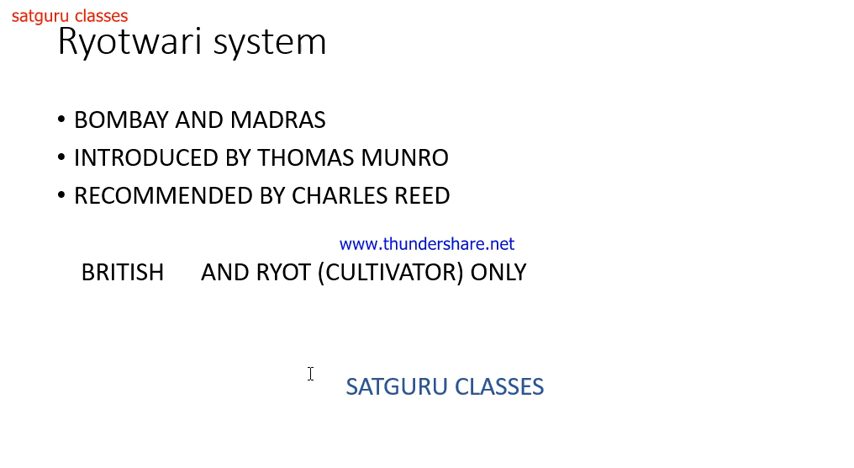 satguru classes
Ryotwari system
• BOMBAY AND MADRAS
• INTRODUCED BY THOMAS MUNRO
• RECOMMENDED BY CHARLES REED
www.thundershare.net
BRITISH AND RYOT (CULTIVATOR) ONLY
SATGURU CLASSES